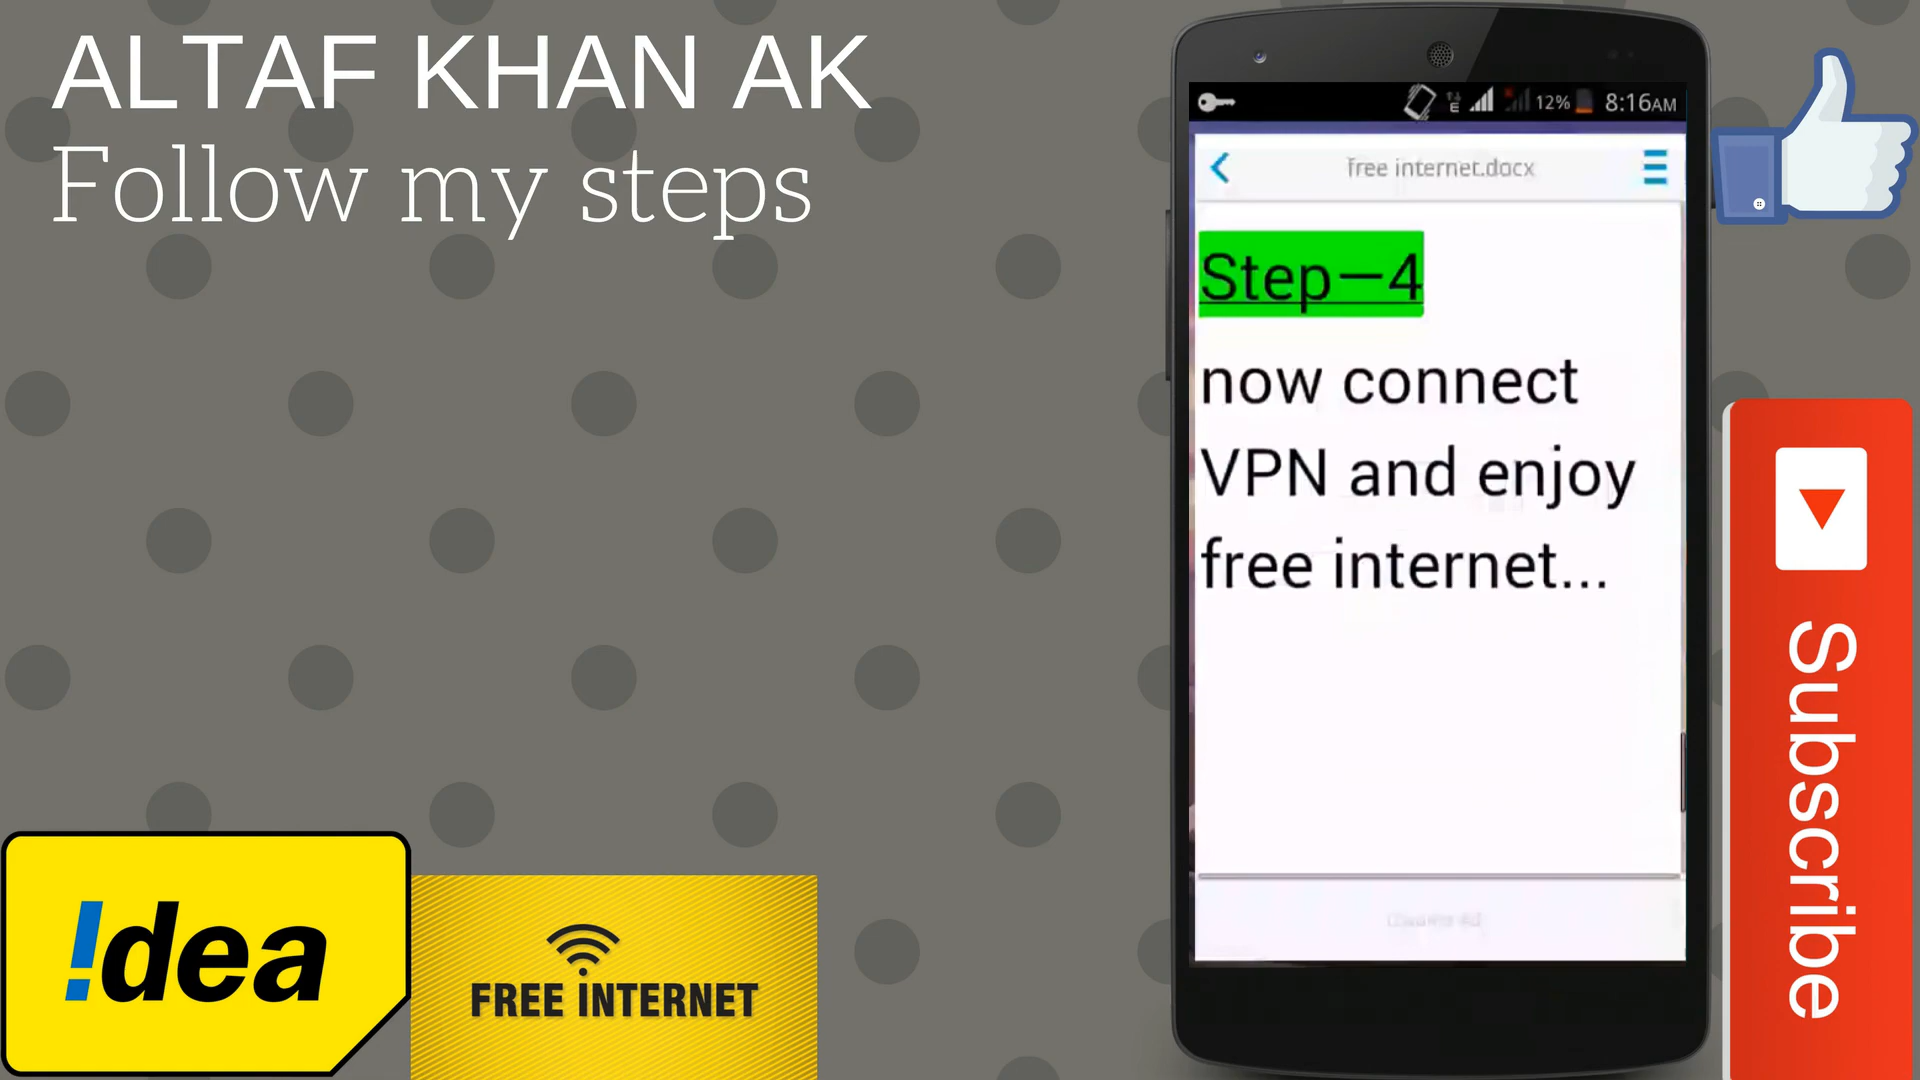 ALTAF KHAN AK
Follow my steps
E 12% 8:16AM
free internet.docx
Step—4
now connect
VPN and enjoy
free internet...
Subscribe
!dea
FREE INTERNET